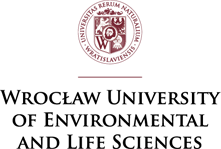 UNIVERSITAS RERUM NATURALIUM
WRATISLAVIENSIS
WROCŁAW UNIVERSITY
OF ENVIRONMENTAL
AND LIFE SCIENCES